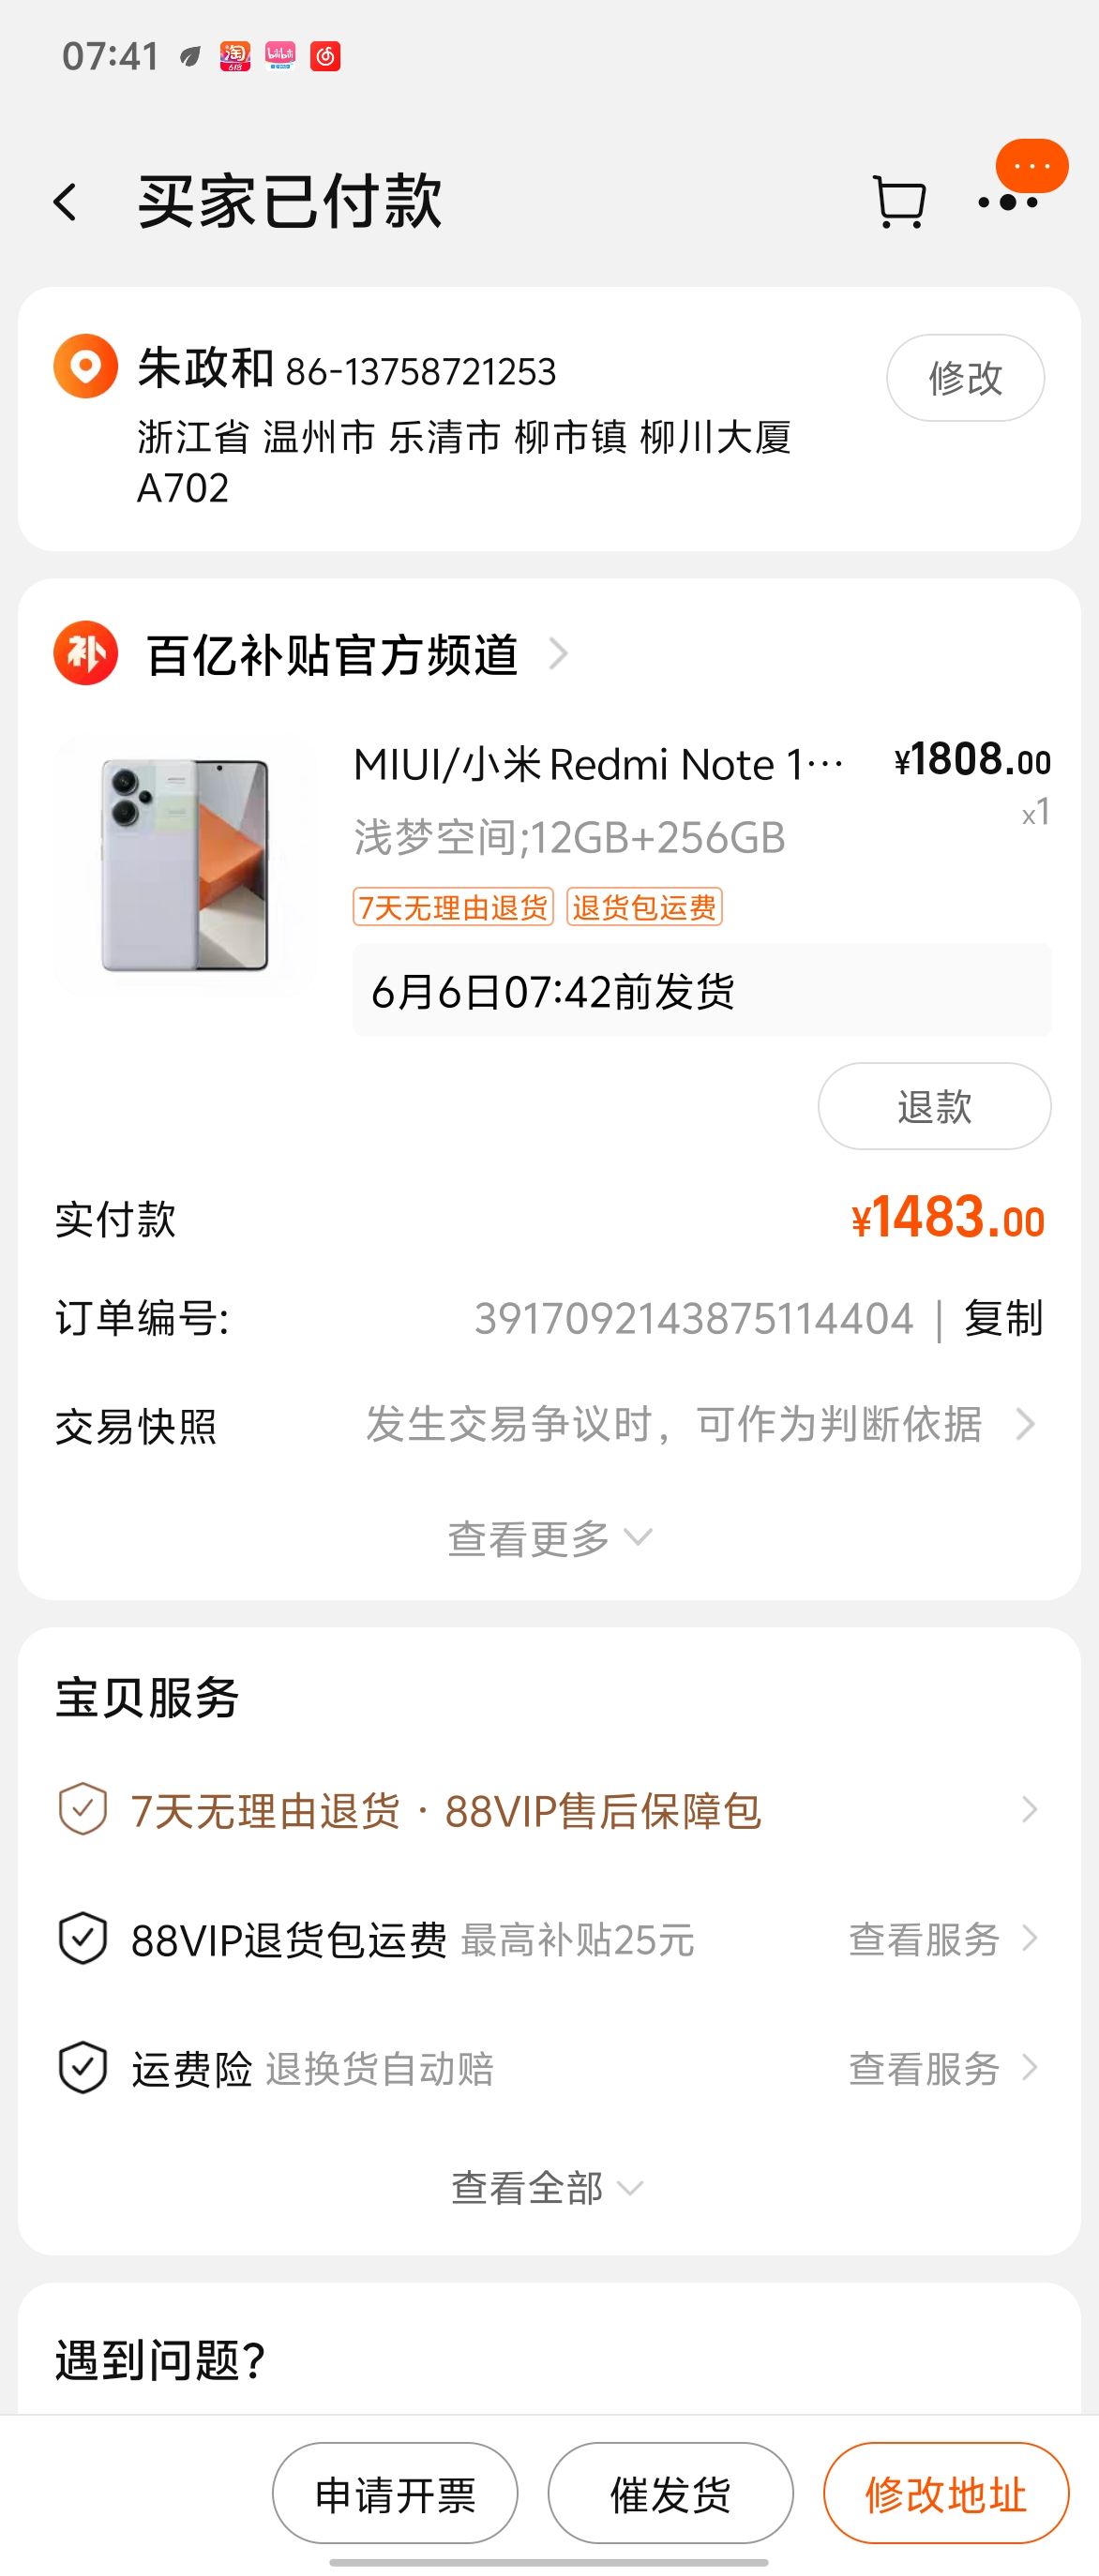 07:41
买家已付款
朱政和 86-13758721253
修改
浙江省 温州市 乐清市 柳市镇 柳川大厦
A702
补 百亿补贴官方频道
MIUI/小米Redmi Note 1··· ¥1808.00
浅梦空间;12GB+256GB x1
7天无理由退货 退货包运费
6月6日07:42前发货
退款
实付款 ¥1483.00
订单编号: 3917092143875114404 | 复制
交易快照 发生交易争议时，可作为判断依据
查看更多
宝贝服务
7天无理由退货 · 88VIP售后保障包
88VIP退货包运费 最高补贴25元 查看服务
运费险 退换货自动赔 查看服务
查看全部
遇到问题?
申请开票 催发货 修改地址